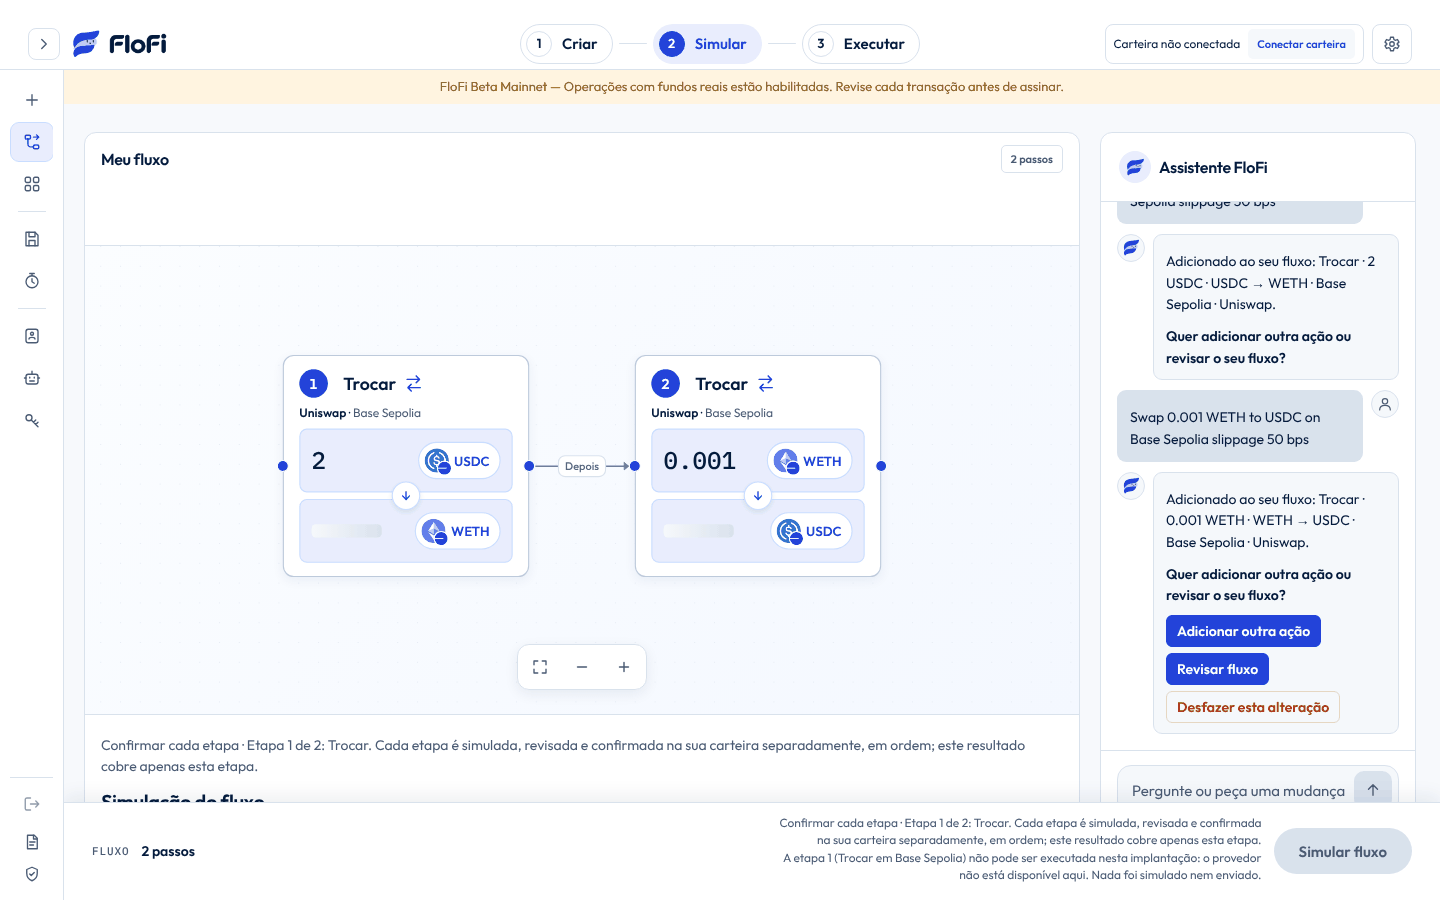 FloFi
1 Criar
2 Simular
3 Executar
Carteira não conectada
Conectar carteira
FloFi Beta Mainnet — Operações com fundos reais estão habilitadas. Revise cada transação antes de assinar.
Meu fluxo
2 passos
1 Trocar
Uniswap · Base Sepolia
2
USDC
WETH
Depois
2 Trocar
Uniswap · Base Sepolia
0.001
WETH
USDC
Confirmar cada etapa · Etapa 1 de 2: Trocar. Cada etapa é simulada, revisada e confirmada na sua carteira separadamente, em ordem; este resultado
cobre apenas esta etapa.
Simulação do fluxo
Assistente FloFi
Sepolia slippage 50 bps
Adicionado ao seu fluxo: Trocar · 2
USDC · USDC → WETH · Base
Sepolia · Uniswap.
Quer adicionar outra ação ou
revisar o seu fluxo?
Swap 0.001 WETH to USDC on
Base Sepolia slippage 50 bps
Adicionado ao seu fluxo: Trocar ·
0.001 WETH · WETH → USDC ·
Base Sepolia · Uniswap.
Quer adicionar outra ação ou
revisar o seu fluxo?
Adicionar outra ação
Revisar fluxo
Desfazer esta alteração
Pergunte ou peça uma mudança
FLUXO 2 passos
Confirmar cada etapa · Etapa 1 de 2: Trocar. Cada etapa é simulada, revisada e confirmada
na sua carteira separadamente, em ordem; este resultado cobre apenas esta etapa.
A etapa 1 (Trocar em Base Sepolia) não pode ser executada nesta implantação: o provedor
não está disponível aqui. Nada foi simulado nem enviado.
Simular fluxo